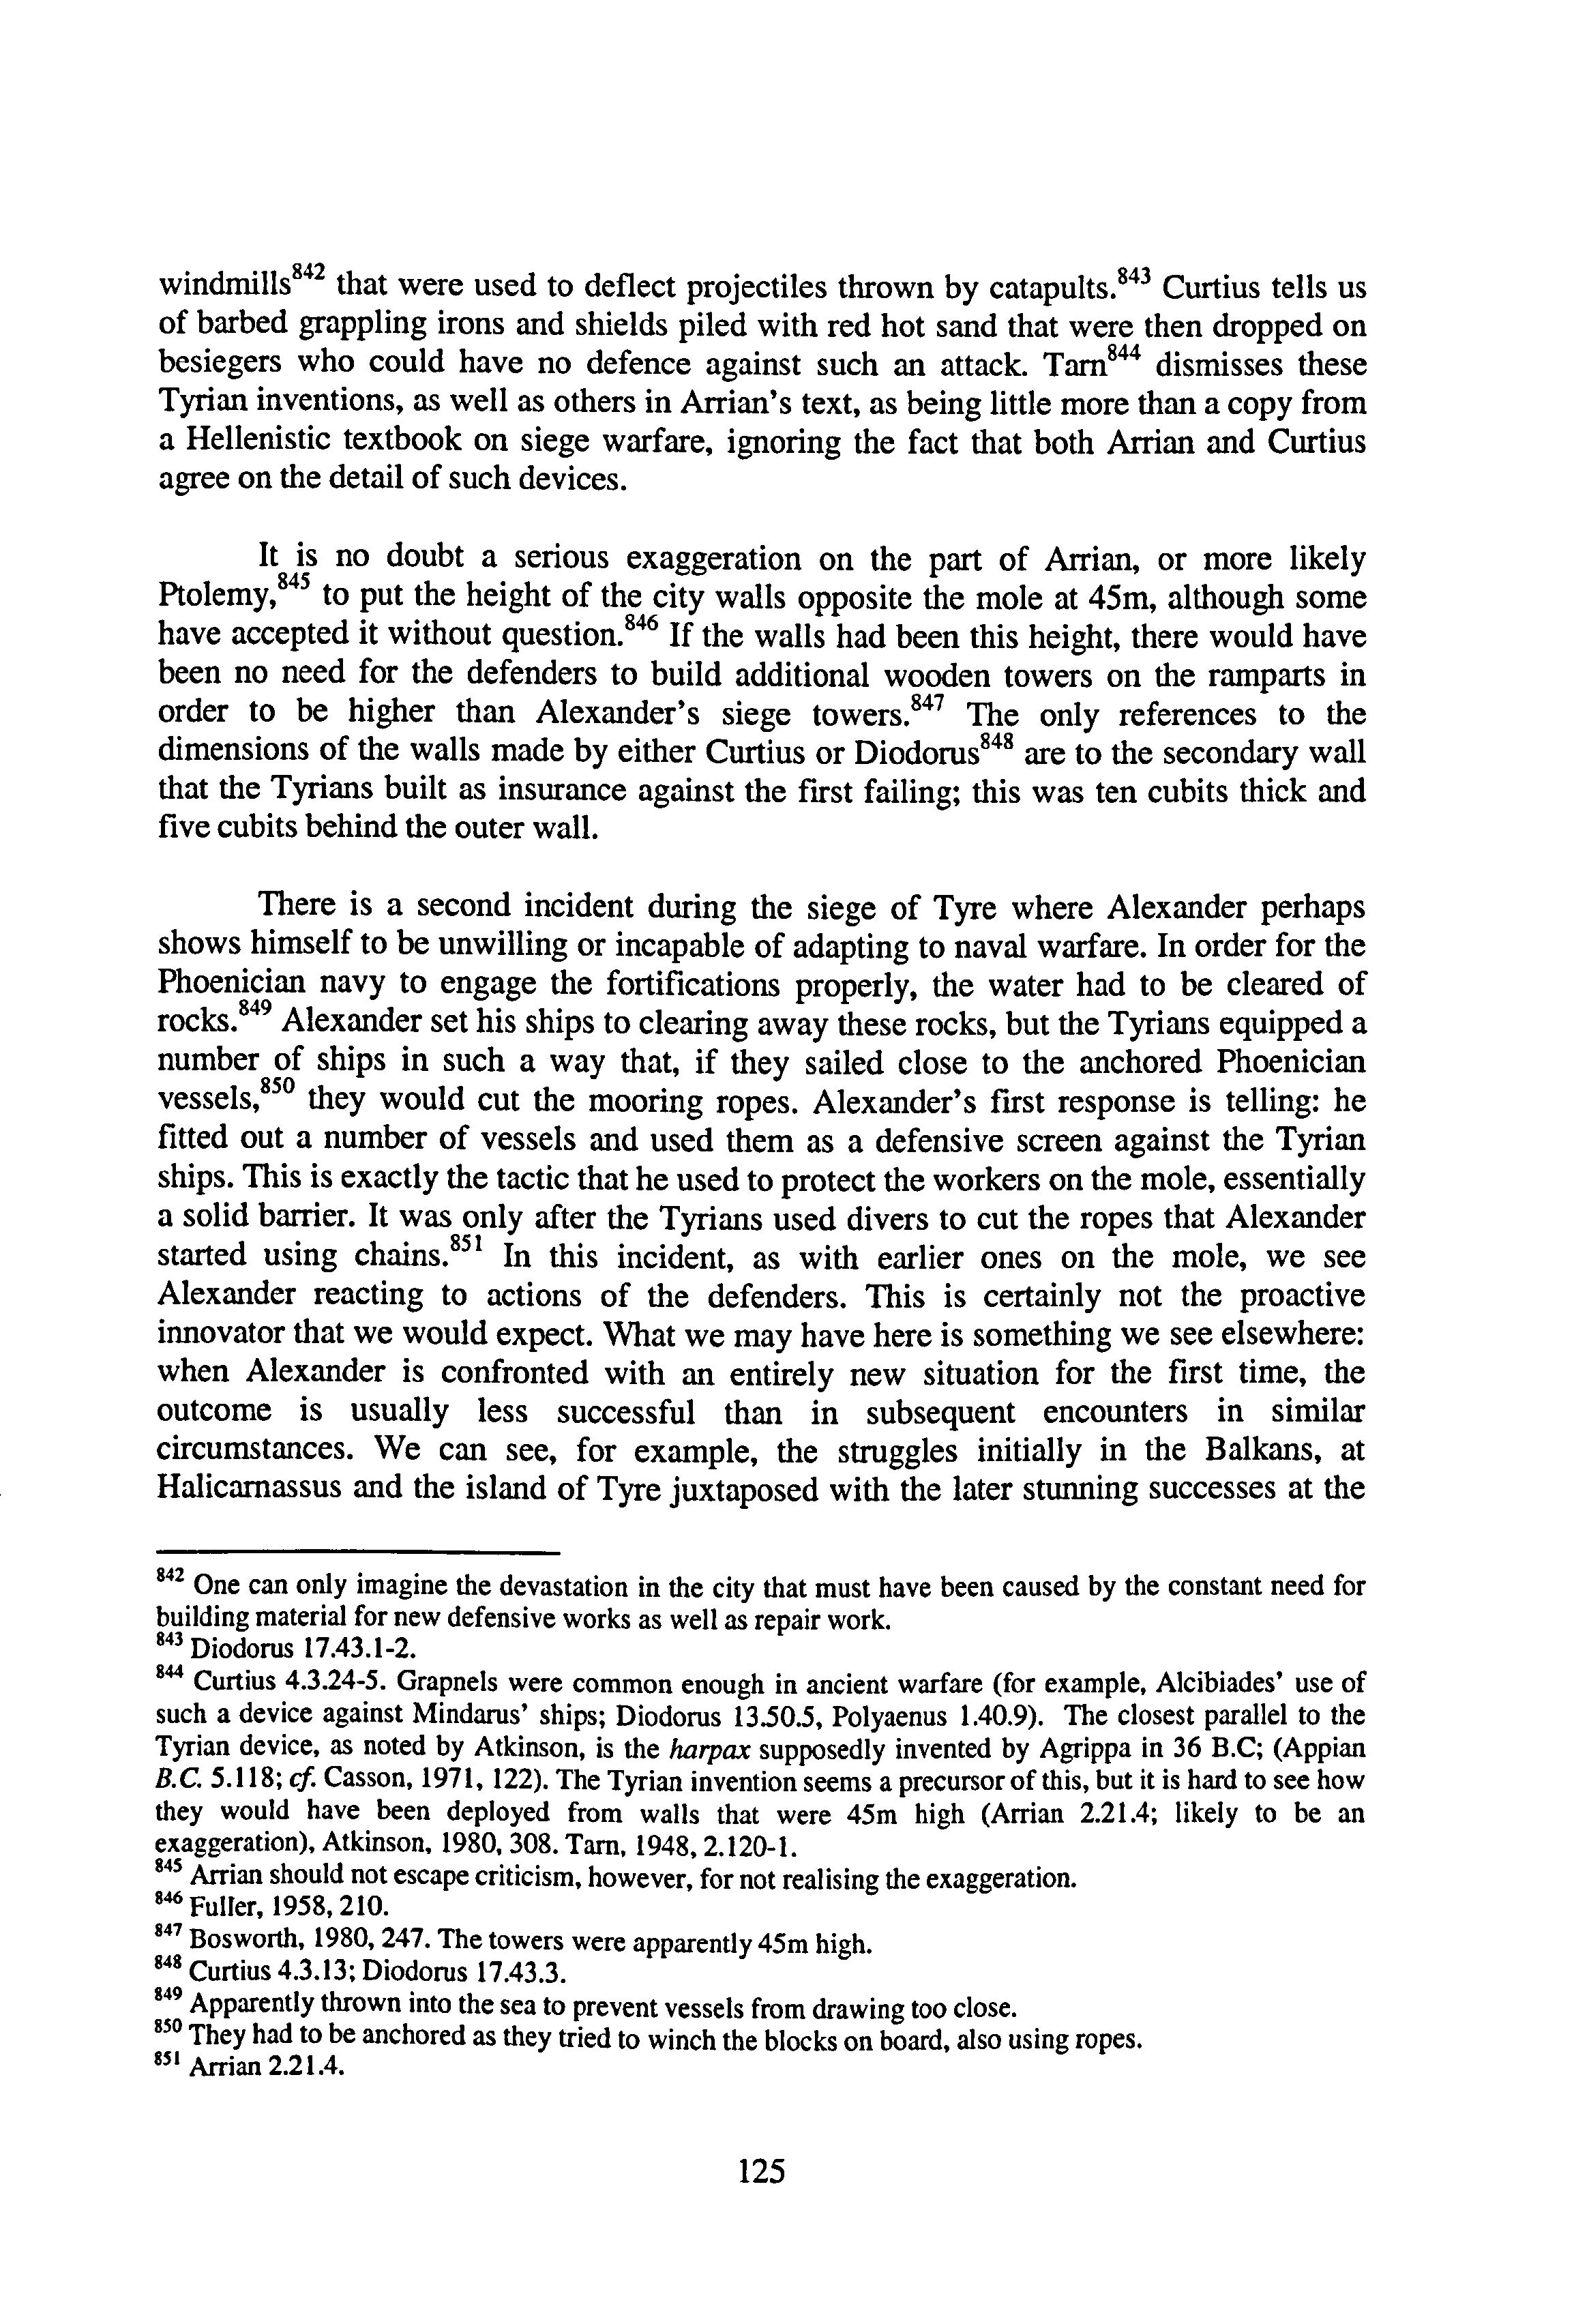 windmills⁸⁴² that were used to deflect projectiles thrown by catapults.⁸⁴³ Curtius tells us
of barbed grappling irons and shields piled with red hot sand that were then dropped on
besiegers who could have no defence against such an attack. Tarn⁸⁴⁴ dismisses these
Tyrian inventions, as well as others in Arrian's text, as being little more than a copy from
a Hellenistic textbook on siege warfare, ignoring the fact that both Arrian and Curtius
agree on the detail of such devices.
It is no doubt a serious exaggeration on the part of Arrian, or more likely
Ptolemy,⁸⁴⁵ to put the height of the city walls opposite the mole at 45m, although some
have accepted it without question.⁸⁴⁶ If the walls had been this height, there would have
been no need for the defenders to build additional wooden towers on the ramparts in
order to be higher than Alexander's siege towers.⁸⁴⁷ The only references to the
dimensions of the walls made by either Curtius or Diodorus⁸⁴⁸ are to the secondary wall
that the Tyrians built as insurance against the first failing; this was ten cubits thick and
five cubits behind the outer wall.
There is a second incident during the siege of Tyre where Alexander perhaps
shows himself to be unwilling or incapable of adapting to naval warfare. In order for the
Phoenician navy to engage the fortifications properly, the water had to be cleared of
rocks.⁸⁴⁹ Alexander set his ships to clearing away these rocks, but the Tyrians equipped a
number of ships in such a way that, if they sailed close to the anchored Phoenician
vessels,⁸⁵⁰ they would cut the mooring ropes. Alexander's first response is telling: he
fitted out a number of vessels and used them as a defensive screen against the Tyrian
ships. This is exactly the tactic that he used to protect the workers on the mole, essentially
a solid barrier. It was only after the Tyrians used divers to cut the ropes that Alexander
started using chains.⁸⁵¹ In this incident, as with earlier ones on the mole, we see
Alexander reacting to actions of the defenders. This is certainly not the proactive
innovator that we would expect. What we may have here is something we see elsewhere:
when Alexander is confronted with an entirely new situation for the first time, the
outcome is usually less successful than in subsequent encounters in similar
circumstances. We can see, for example, the struggles initially in the Balkans, at
Halicarnassus and the island of Tyre juxtaposed with the later stunning successes at the
⁸⁴² One can only imagine the devastation in the city that must have been caused by the constant need for
building material for new defensive works as well as repair work.
⁸⁴³ Diodorus 17.43.1-2.
⁸⁴⁴ Curtius 4.3.24-5. Grapnels were common enough in ancient warfare (for example, Alcibiades' use of
such a device against Mindarus' ships; Diodorus 13.50.5, Polyaenus 1.40.9). The closest parallel to the
Tyrian device, as noted by Atkinson, is the harpax supposedly invented by Agrippa in 36 B.C; (Appian
B.C. 5.118; cf. Casson, 1971, 122). The Tyrian invention seems a precursor of this, but it is hard to see how
they would have been deployed from walls that were 45m high (Arrian 2.21.4; likely to be an
exaggeration), Atkinson, 1980, 308. Tarn, 1948, 2.120-1.
⁸⁴⁵ Arrian should not escape criticism, however, for not realising the exaggeration.
⁸⁴⁶ Fuller, 1958, 210.
⁸⁴⁷ Bosworth, 1980, 247. The towers were apparently 45m high.
⁸⁴⁸ Curtius 4.3.13; Diodorus 17.43.3.
⁸⁴⁹ Apparently thrown into the sea to prevent vessels from drawing too close.
⁸⁵⁰ They had to be anchored as they tried to winch the blocks on board, also using ropes.
⁸⁵¹ Arrian 2.21.4.
125